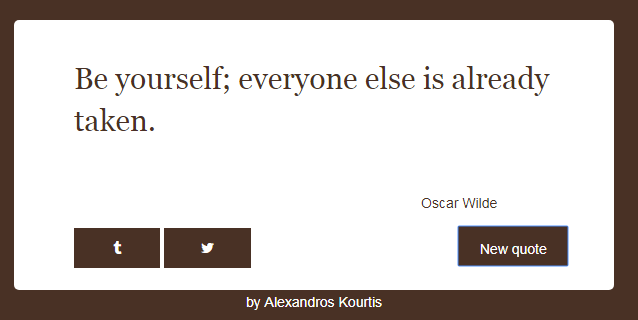 Be yourself; everyone else is already
taken.
Oscar Wilde
New quote
by Alexandros Kourtis